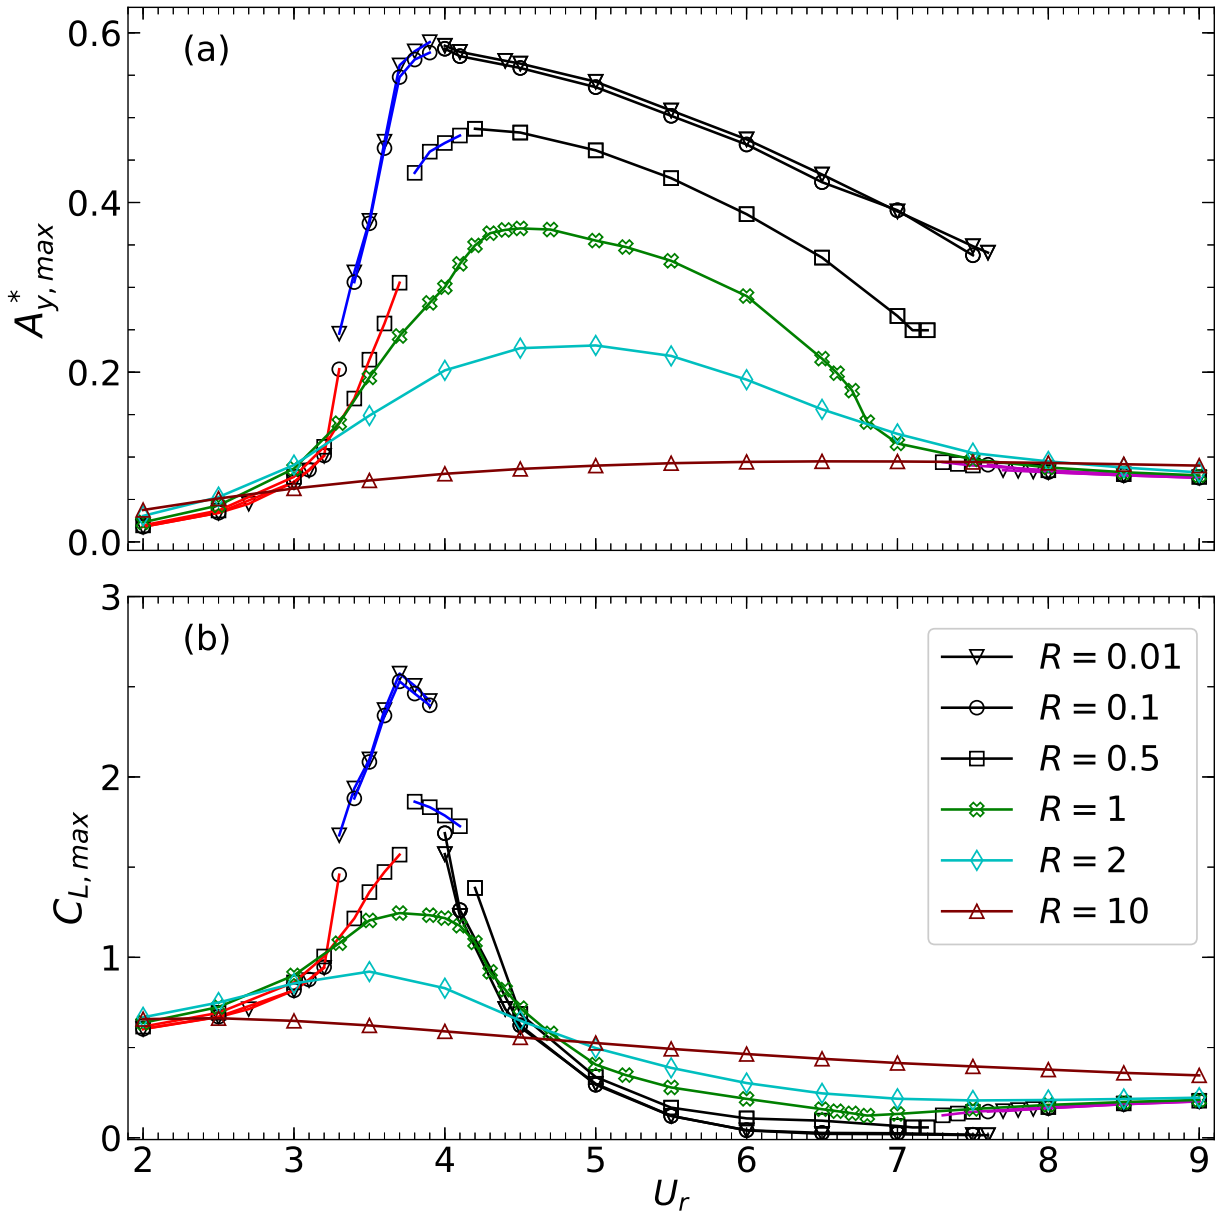 (a)
0.6
0.4
0.2
0.0
A*y,max
(b)
3
2
1
0
CL,max
R = 0.01
R = 0.1
R = 0.5
R = 1
R = 2
R = 10
2 3 4 5 6 7 8 9
Ur